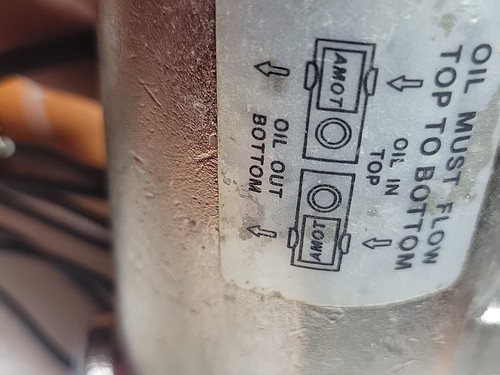 OIL MUST FLOW
TOP TO BOTTOM
OIL IN
TOP
AMOT
AMOT
OIL OUT
BOTTOM